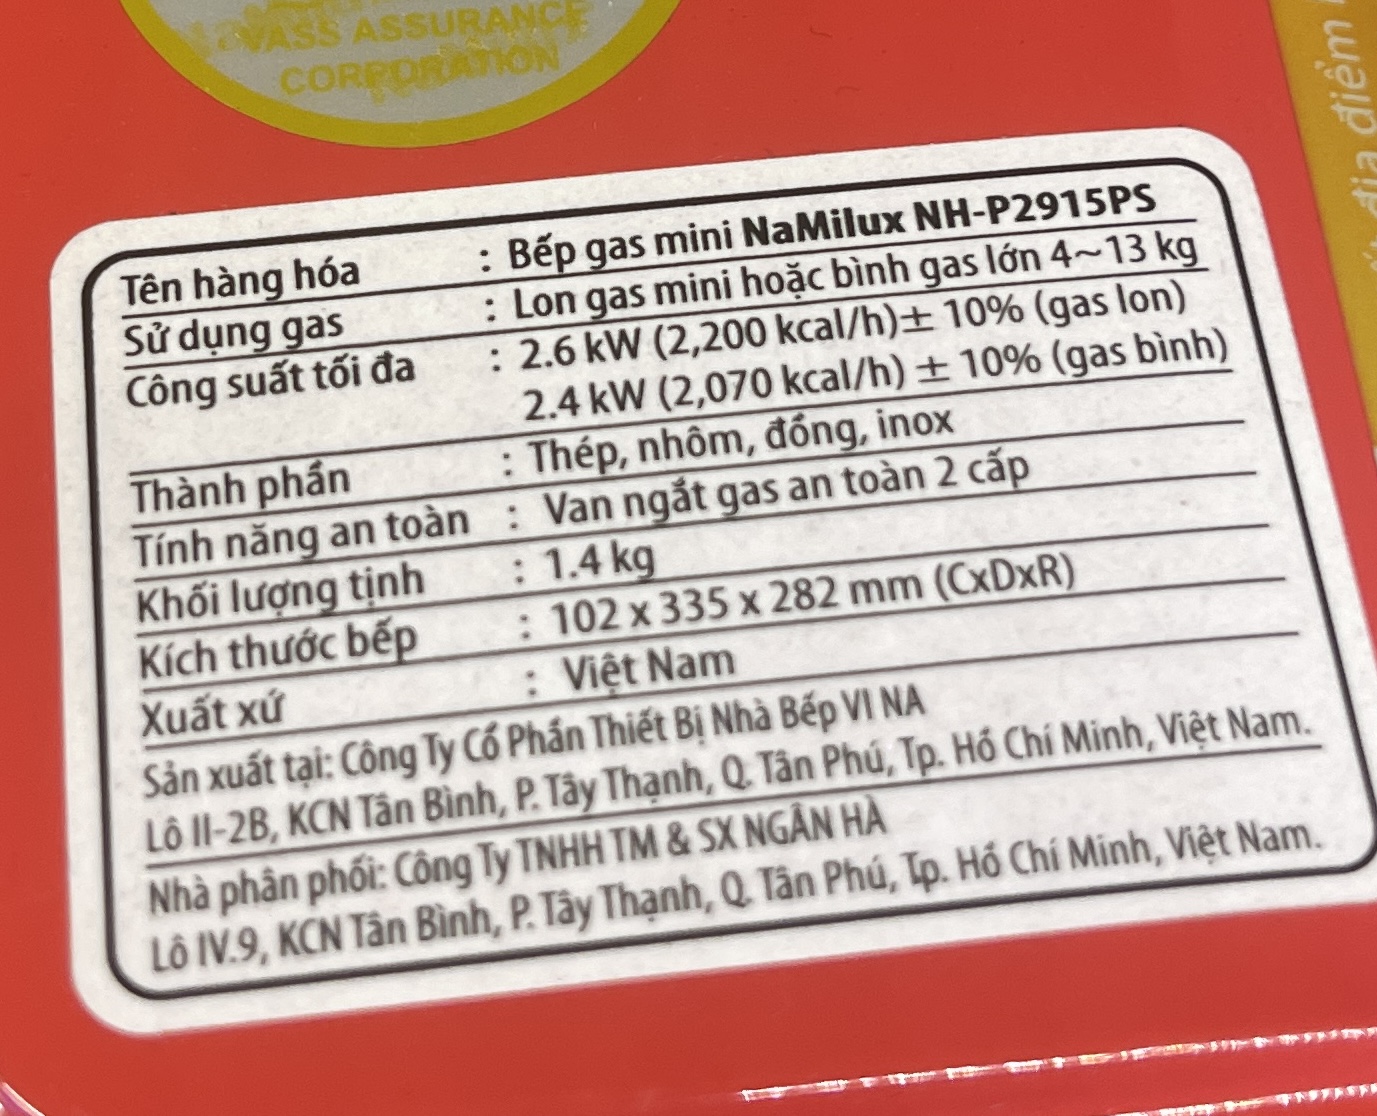 VASS ASSURANCE
CORPORATION
địa điểm
Tên hàng hóa : Bếp gas mini NaMilux NH-P2915PS
Sử dụng gas : Lon gas mini hoặc bình gas lớn 4~13 kg
Công suất tối đa : 2.6 kW (2,200 kcal/h)± 10% (gas lon)
2.4 kW (2,070 kcal/h) ± 10% (gas bình)
Thành phần : Thép, nhôm, đồng, inox
Tính năng an toàn : Van ngắt gas an toàn 2 cấp
Khối lượng tịnh : 1.4 kg
Kích thước bếp : 102 x 335 x 282 mm (CxDxR)
Xuất xứ : Việt Nam
Sản xuất tại: Công Ty Cổ Phần Thiết Bị Nhà Bếp VI NA
Lô II-2B, KCN Tân Bình, P. Tây Thạnh, Q. Tân Phú, Tp. Hồ Chí Minh, Việt Nam.
Nhà phân phối: Công Ty TNHH TM & SX NGÂN HÀ
Lô IV.9, KCN Tân Bình, P. Tây Thạnh, Q. Tân Phú, Tp. Hồ Chí Minh, Việt Nam.